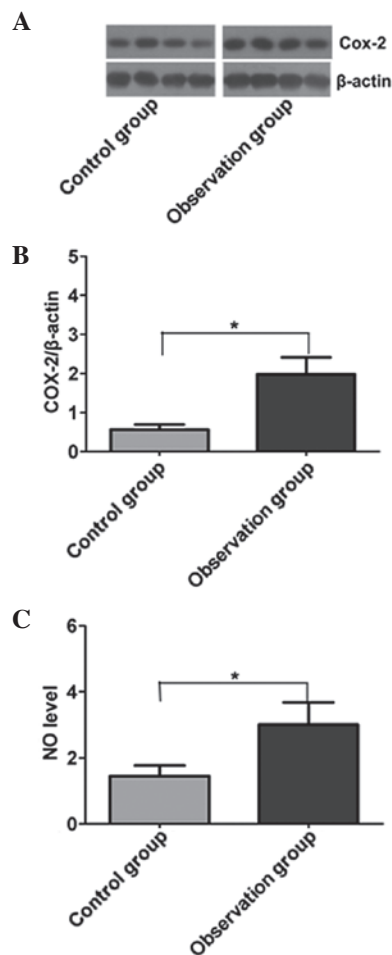 A
Cox-2
β-actin
Control group
Observation group
B
COX-2/β-actin
5
4
3
2
1
0
*
Control group
Observation group
C
NO level
6
4
2
0
*
Control group
Observation group